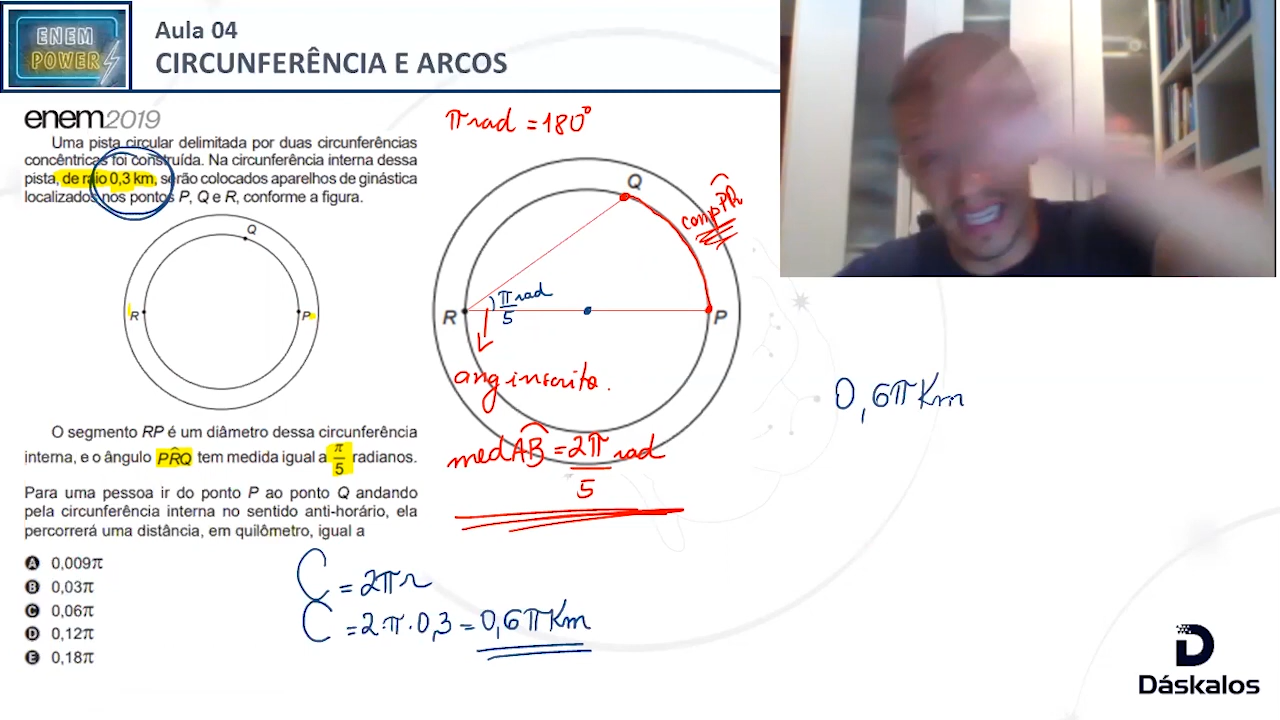 ENEM
POWER
Aula 04
CIRCUNFERÊNCIA E ARCOS
enem2019
Uma pista circular delimitada por duas circunferências
concêntricas foi construída. Na circunferência interna dessa
pista, de raio 0,3 km, serão colocados aparelhos de ginástica
localizados nos pontos P, Q e R, conforme a figura.
Q
R
P
O segmento RP é um diâmetro dessa circunferência
interna, e o ângulo PR̂Q tem medida igual a π/5 radianos.
Para uma pessoa ir do ponto P ao ponto Q andando
pela circunferência interna no sentido anti-horário, ela
percorrerá uma distância, em quilômetro, igual a
A 0,009π
B 0,03π
C 0,06π
D 0,12π
E 0,18π
π rad = 180°
Q
comp PR
π/5 rad
R
P
ang inscrito.
med AB = 2π/5 rad
C = 2πr
C = 2·π·0,3 = 0,6π Km
0,6π Km
D
Dáskalos